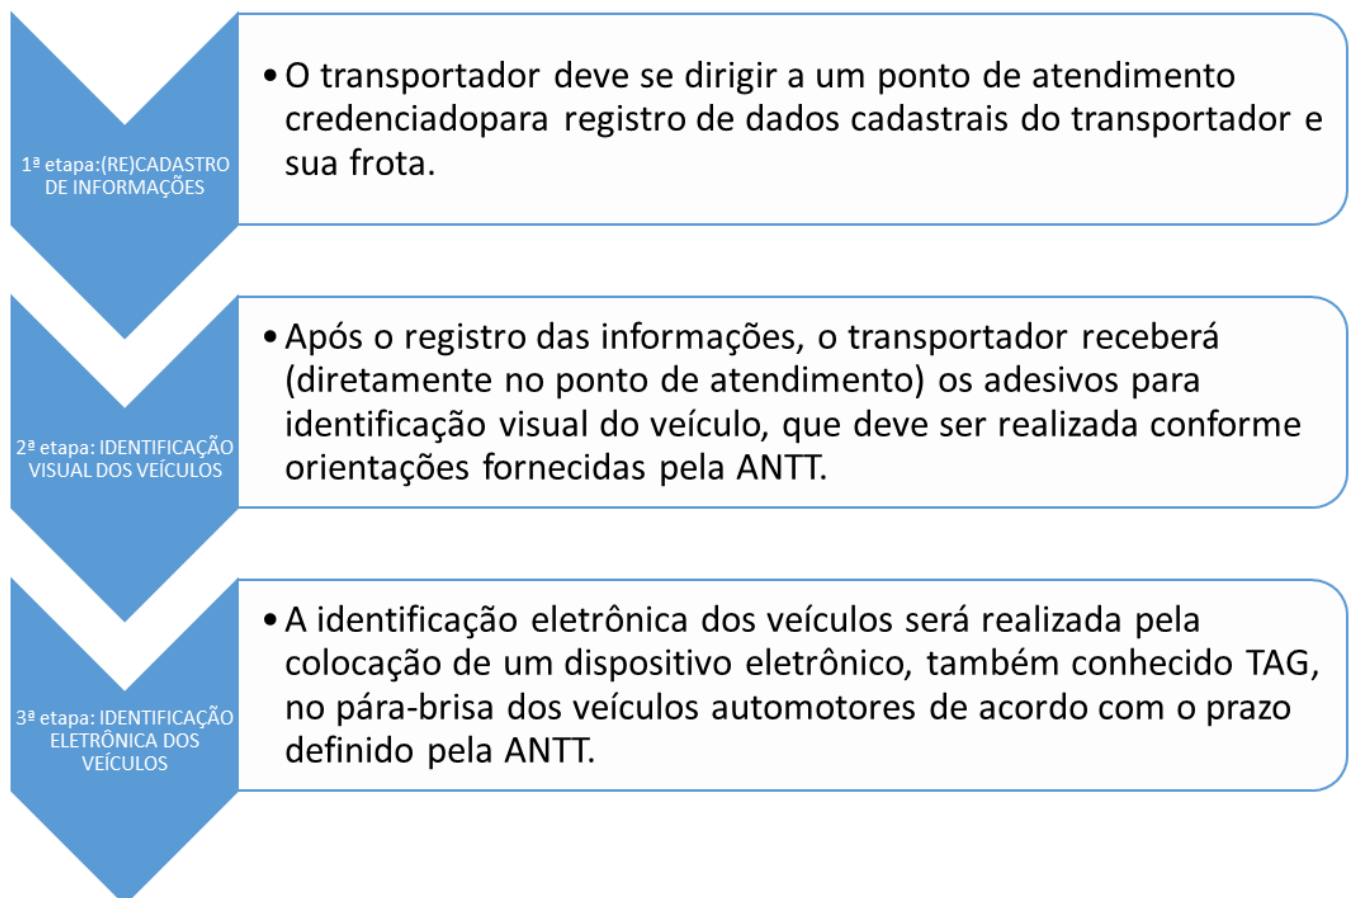 1ª etapa:(RE)CADASTRO
DE INFORMAÇÕES
• O transportador deve se dirigir a um ponto de atendimento
credenciadopara registro de dados cadastrais do transportador e
sua frota.
2ª etapa: IDENTIFICAÇÃO
VISUAL DOS VEÍCULOS
• Após o registro das informações, o transportador receberá
(diretamente no ponto de atendimento) os adesivos para
identificação visual do veículo, que deve ser realizada conforme
orientações fornecidas pela ANTT.
3ª etapa: IDENTIFICAÇÃO
ELETRÔNICA DOS
VEÍCULOS
• A identificação eletrônica dos veículos será realizada pela
colocação de um dispositivo eletrônico, também conhecido TAG,
no pára-brisa dos veículos automotores de acordo com o prazo
definido pela ANTT.